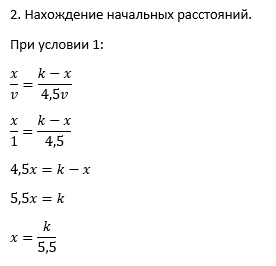 2. Нахождение начальных расстояний.
При условии 1:
x/v = (k − x)/4,5v
x/1 = (k − x)/4,5
4,5x = k − x
5,5x = k
x = k/5,5